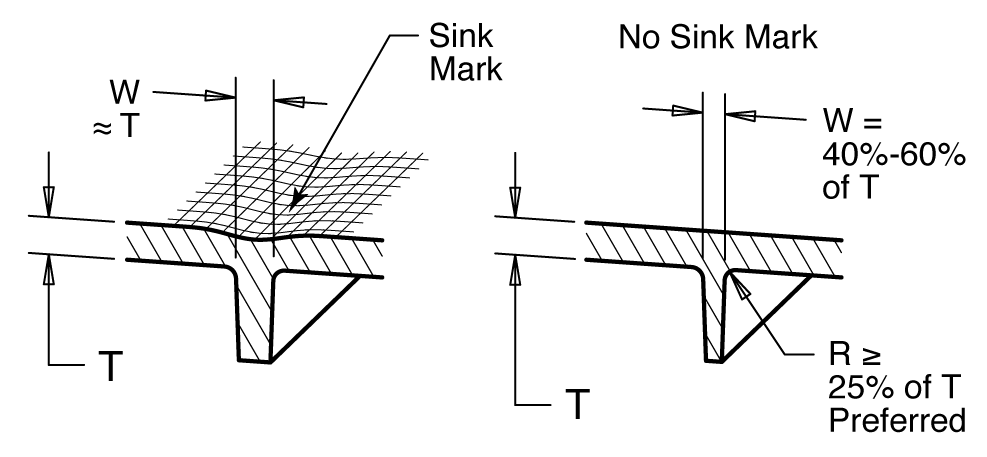 Sink
Mark
W
≈ T
T
No Sink Mark
W =
40%-60%
of T
R ≥
25% of T
Preferred
T